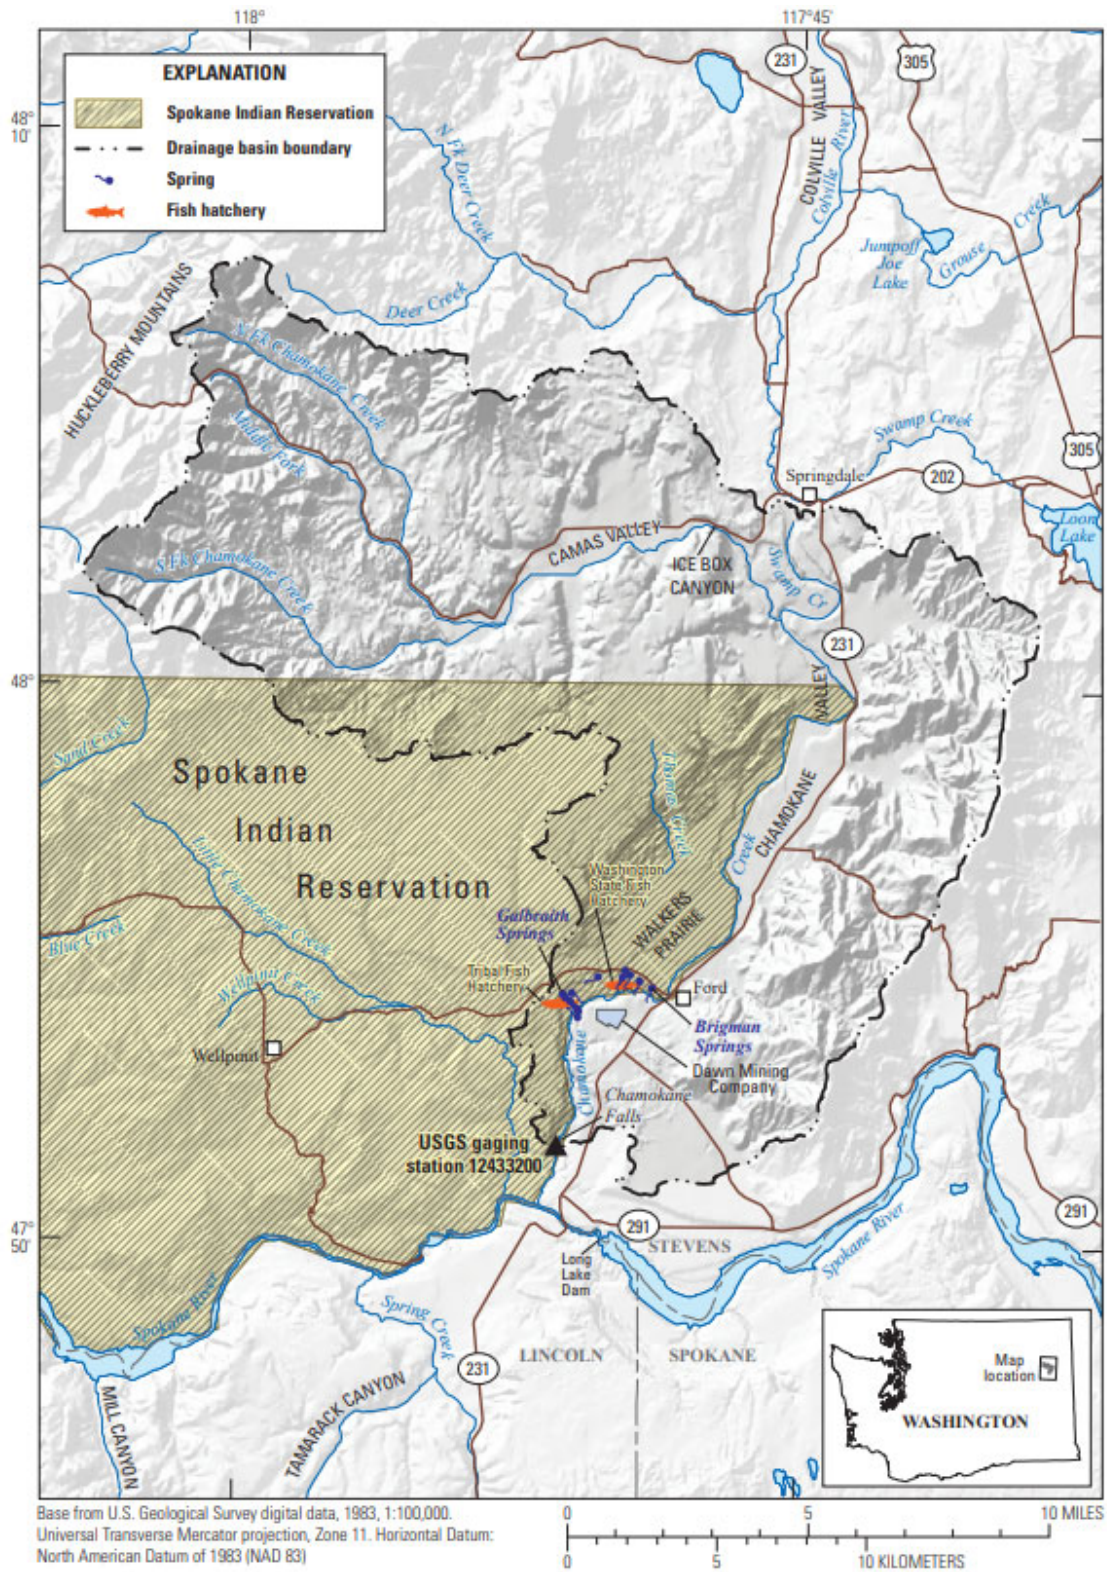 118°
117°45'
48°
10'
EXPLANATION
Spokane Indian Reservation
Drainage basin boundary
Spring
Fish hatchery
231
305
COLVILLE VALLEY
Colville River
N Fk Deer Creek
Deer Creek
Jumpoff
Joe
Lake
Grouse Creek
HUCKLEBERRY MOUNTAINS
N Fk Chamokane Creek
Middle Fork
Swamp Creek
305
Springdale
202
Loon
Lake
CAMAS VALLEY
ICE BOX
CANYON
Swamp Cr
S Fk Chamokane Creek
231
48°
VALLEY
CHAMOKANE
Sand Creek
Spokane
Indian
Reservation
Thomas Creek
Creek
Little Chamokane Creek
Washington
State Fish
Hatchery
WALKERS
PRAIRIE
Galbraith
Springs
Blue Creek
Tribal Fish
Hatchery
Wellpinit Creek
Ford
Brigman
Springs
Wellpinit
Dawn Mining
Company
Chamokane
Chamokane
Falls
USGS gaging
station 12433200
47°
50'
291
291
STEVENS
Long
Lake
Dam
Spokane River
Spokane River
Spring Creek
LINCOLN
SPOKANE
231
MILL CANYON
TAMARACK CANYON
Map
location
WASHINGTON
Base from U.S. Geological Survey digital data, 1983, 1:100,000.
Universal Transverse Mercator projection, Zone 11. Horizontal Datum:
North American Datum of 1983 (NAD 83)
0 5 10 MILES
0 5 10 KILOMETERS